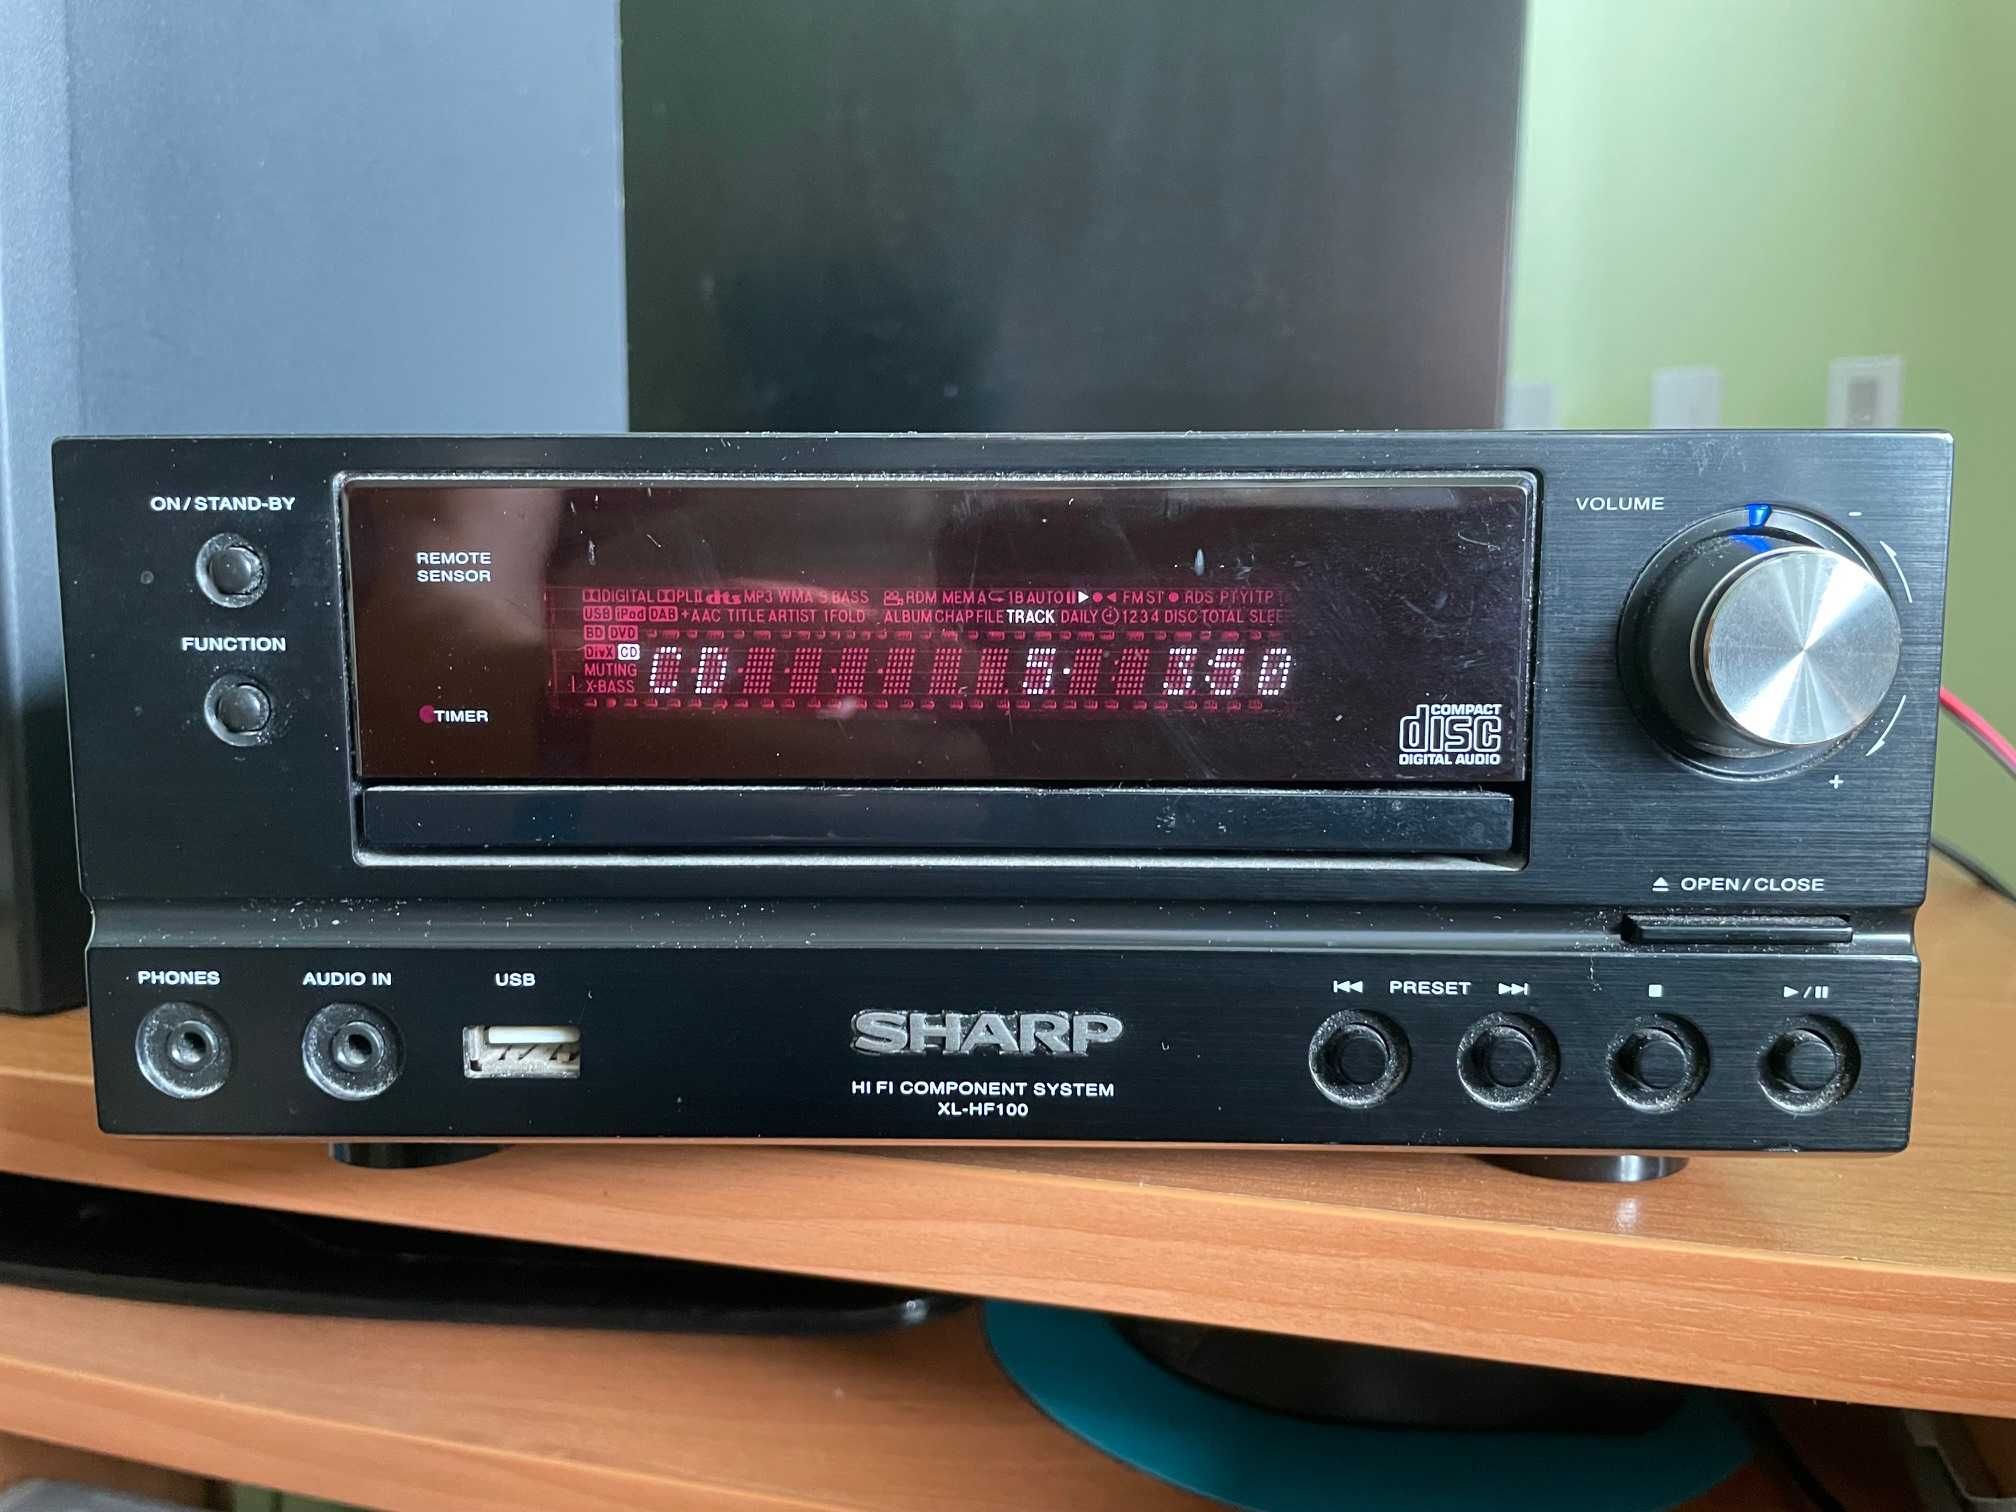 ON/STAND-BY
FUNCTION
REMOTE
SENSOR
TIMER
DIGITAL PL II dts MP3 WMA S.BASS RDM MEM A 1B AUTO FM ST RDS PTYI TP
USB iPod DAB +AAC TITLE ARTIST 1FOLD ALBUM CHAP FILE TRACK DAILY 1234 DISC TOTAL
BD DVD
DivX CD
MUTING
X-BASS
CD 5 350
COMPACT
disc
DIGITAL AUDIO
VOLUME
-
+
⏏ OPEN/CLOSE
PHONES
AUDIO IN
USB
SHARP
HI FI COMPONENT SYSTEM
XL-HF100
⏮ PRESET ⏭
■
▶/⏸